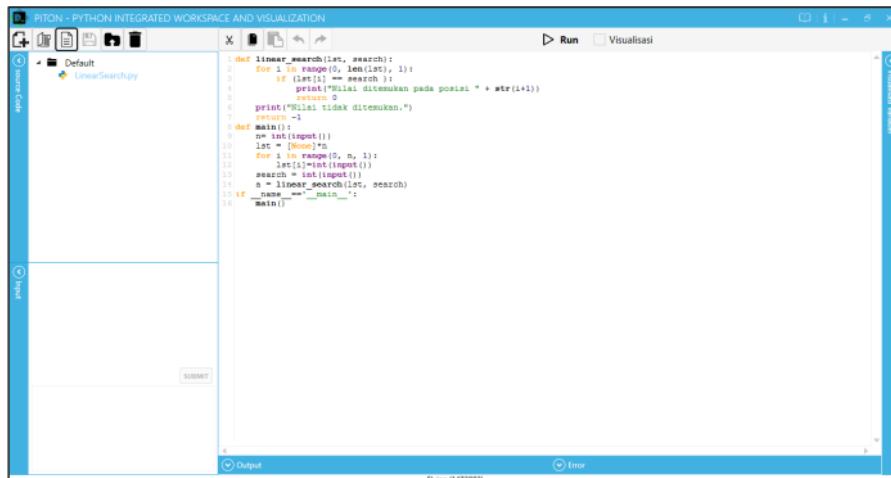 PITON - PYTHON INTEGRATED WORKSPACE AND VISUALIZATION
Run Visualisasi
Source Code
Default
LinearSearch.py
1 def linear_search(lst, search):
2 for i in range(0, len(lst), 1):
3 if (lst[i] == search ):
4 print("Nilai ditemukan pada posisi " + str(i+1))
5 return 0
6 print("Nilai tidak ditemukan.")
7 return -1
8 def main():
9 n= int(input())
10 lst = [None]*n
11 for i in range(0, n, 1):
12 lst[i]=int(input())
13 search = int(input())
14 n = linear_search(lst, search)
15 if __name__=='__main__':
16 main()
Input
SUBMIT
Output
Error